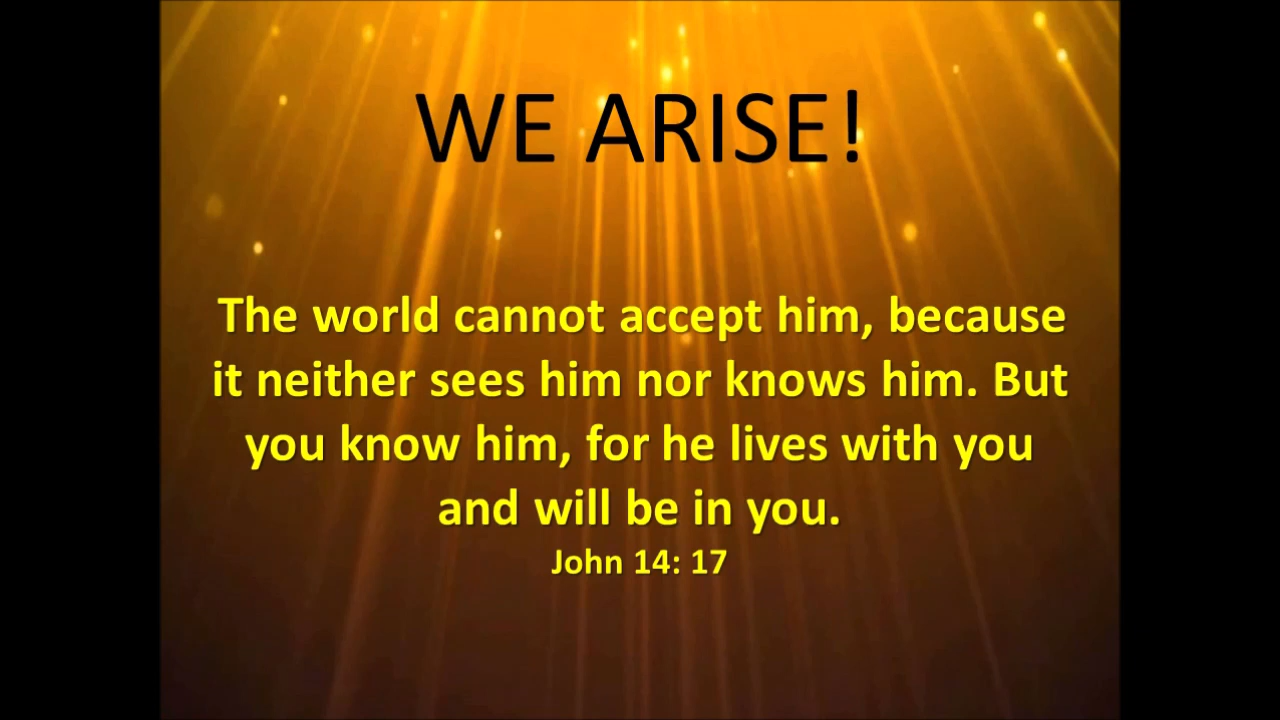 WE ARISE!
The world cannot accept him, because
it neither sees him nor knows him. But
you know him, for he lives with you
and will be in you.
John 14: 17